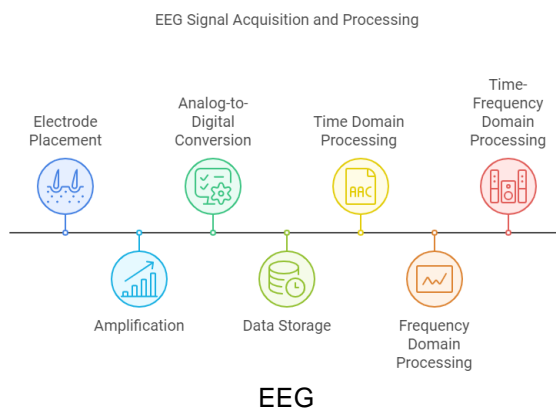 EEG Signal Acquisition and Processing
Electrode
Placement
Amplification
Analog-to-
Digital
Conversion
Data Storage
Time Domain
Processing
AAC
Frequency
Domain
Processing
Time-
Frequency
Domain
Processing
EEG